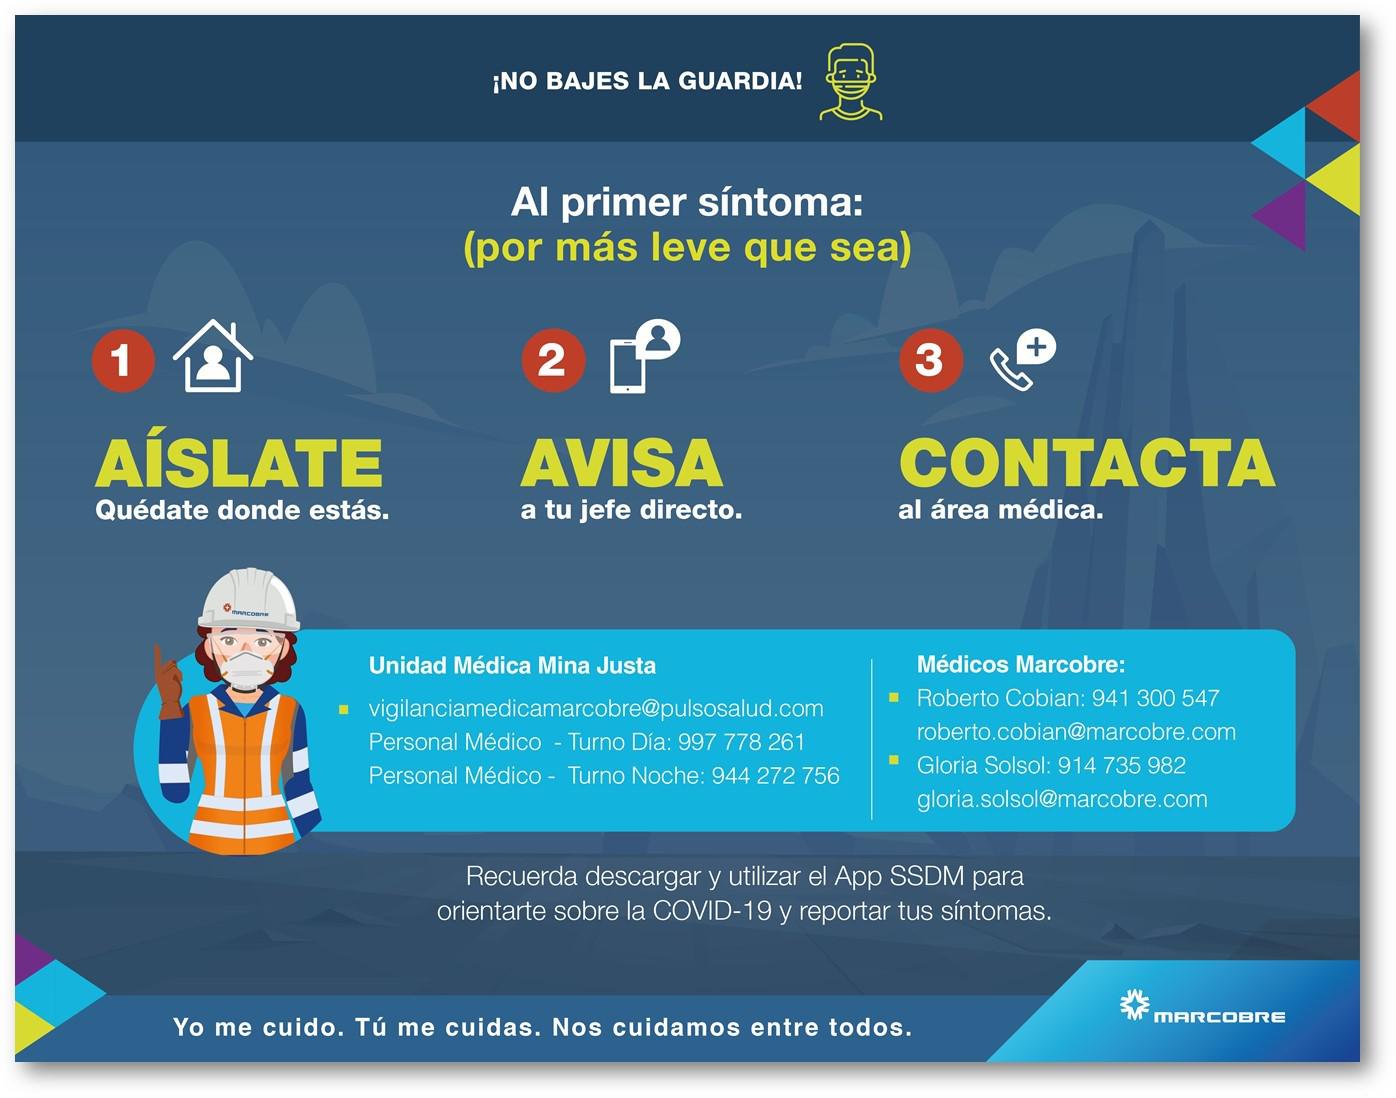 ¡NO BAJES LA GUARDIA!
Al primer síntoma:
(por más leve que sea)
1
AÍSLATE
Quédate donde estás.
2
AVISA
a tu jefe directo.
3
CONTACTA
al área médica.
MARCOBRE
Unidad Médica Mina Justa
vigilanciamedicamarcobre@pulsosalud.com
Personal Médico  - Turno Día: 997 778 261
Personal Médico -  Turno Noche: 944 272 756
Médicos Marcobre:
Roberto Cobian: 941 300 547
roberto.cobian@marcobre.com
Gloria Solsol: 914 735 982
gloria.solsol@marcobre.com
Recuerda descargar y utilizar el App SSDM para
orientarte sobre la COVID-19 y reportar tus síntomas.
Yo me cuido. Tú me cuidas. Nos cuidamos entre todos.
MARCOBRE